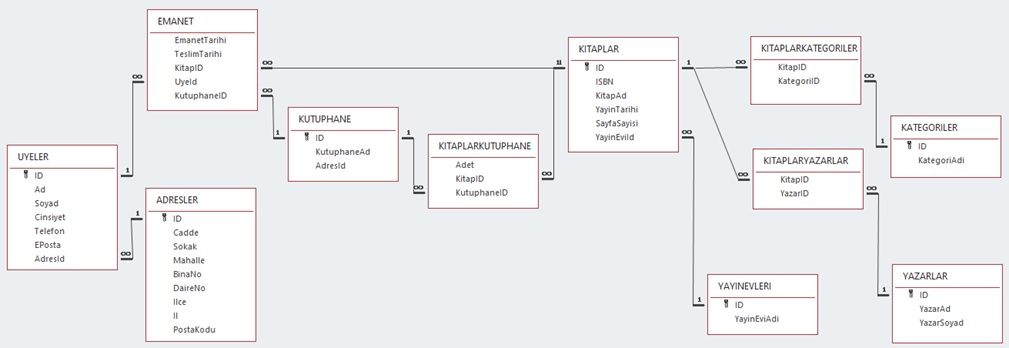 EMANET
EmanetTarihi
TeslimTarihi
KitapID
UyeId
KutuphaneID
KUTUPHANE
ID
KutuphaneAd
AdresId
KITAPLARKUTUPHANE
Adet
KitapID
KutuphaneID
KITAPLAR
ID
ISBN
KitapAd
YayinTarihi
SayfaSayisi
YayinEviId
KITAPLARKATEGORILER
KitapID
KategoriID
KATEGORILER
ID
KategoriAdi
KITAPLARYAZARLAR
KitapID
YazarID
YAZARLAR
ID
YazarAd
YazarSoyad
YAYINEVLERI
ID
YayinEviAdi
UYELER
ID
Ad
Soyad
Cinsiyet
Telefon
EPosta
AdresId
ADRESLER
ID
Cadde
Sokak
Mahalle
BinaNo
DaireNo
Ilce
Il
PostaKodu
∞
1
∞
1
∞
1
1
∞
∞
1
1
∞
1
∞
∞
1
∞
∞
1
∞
1